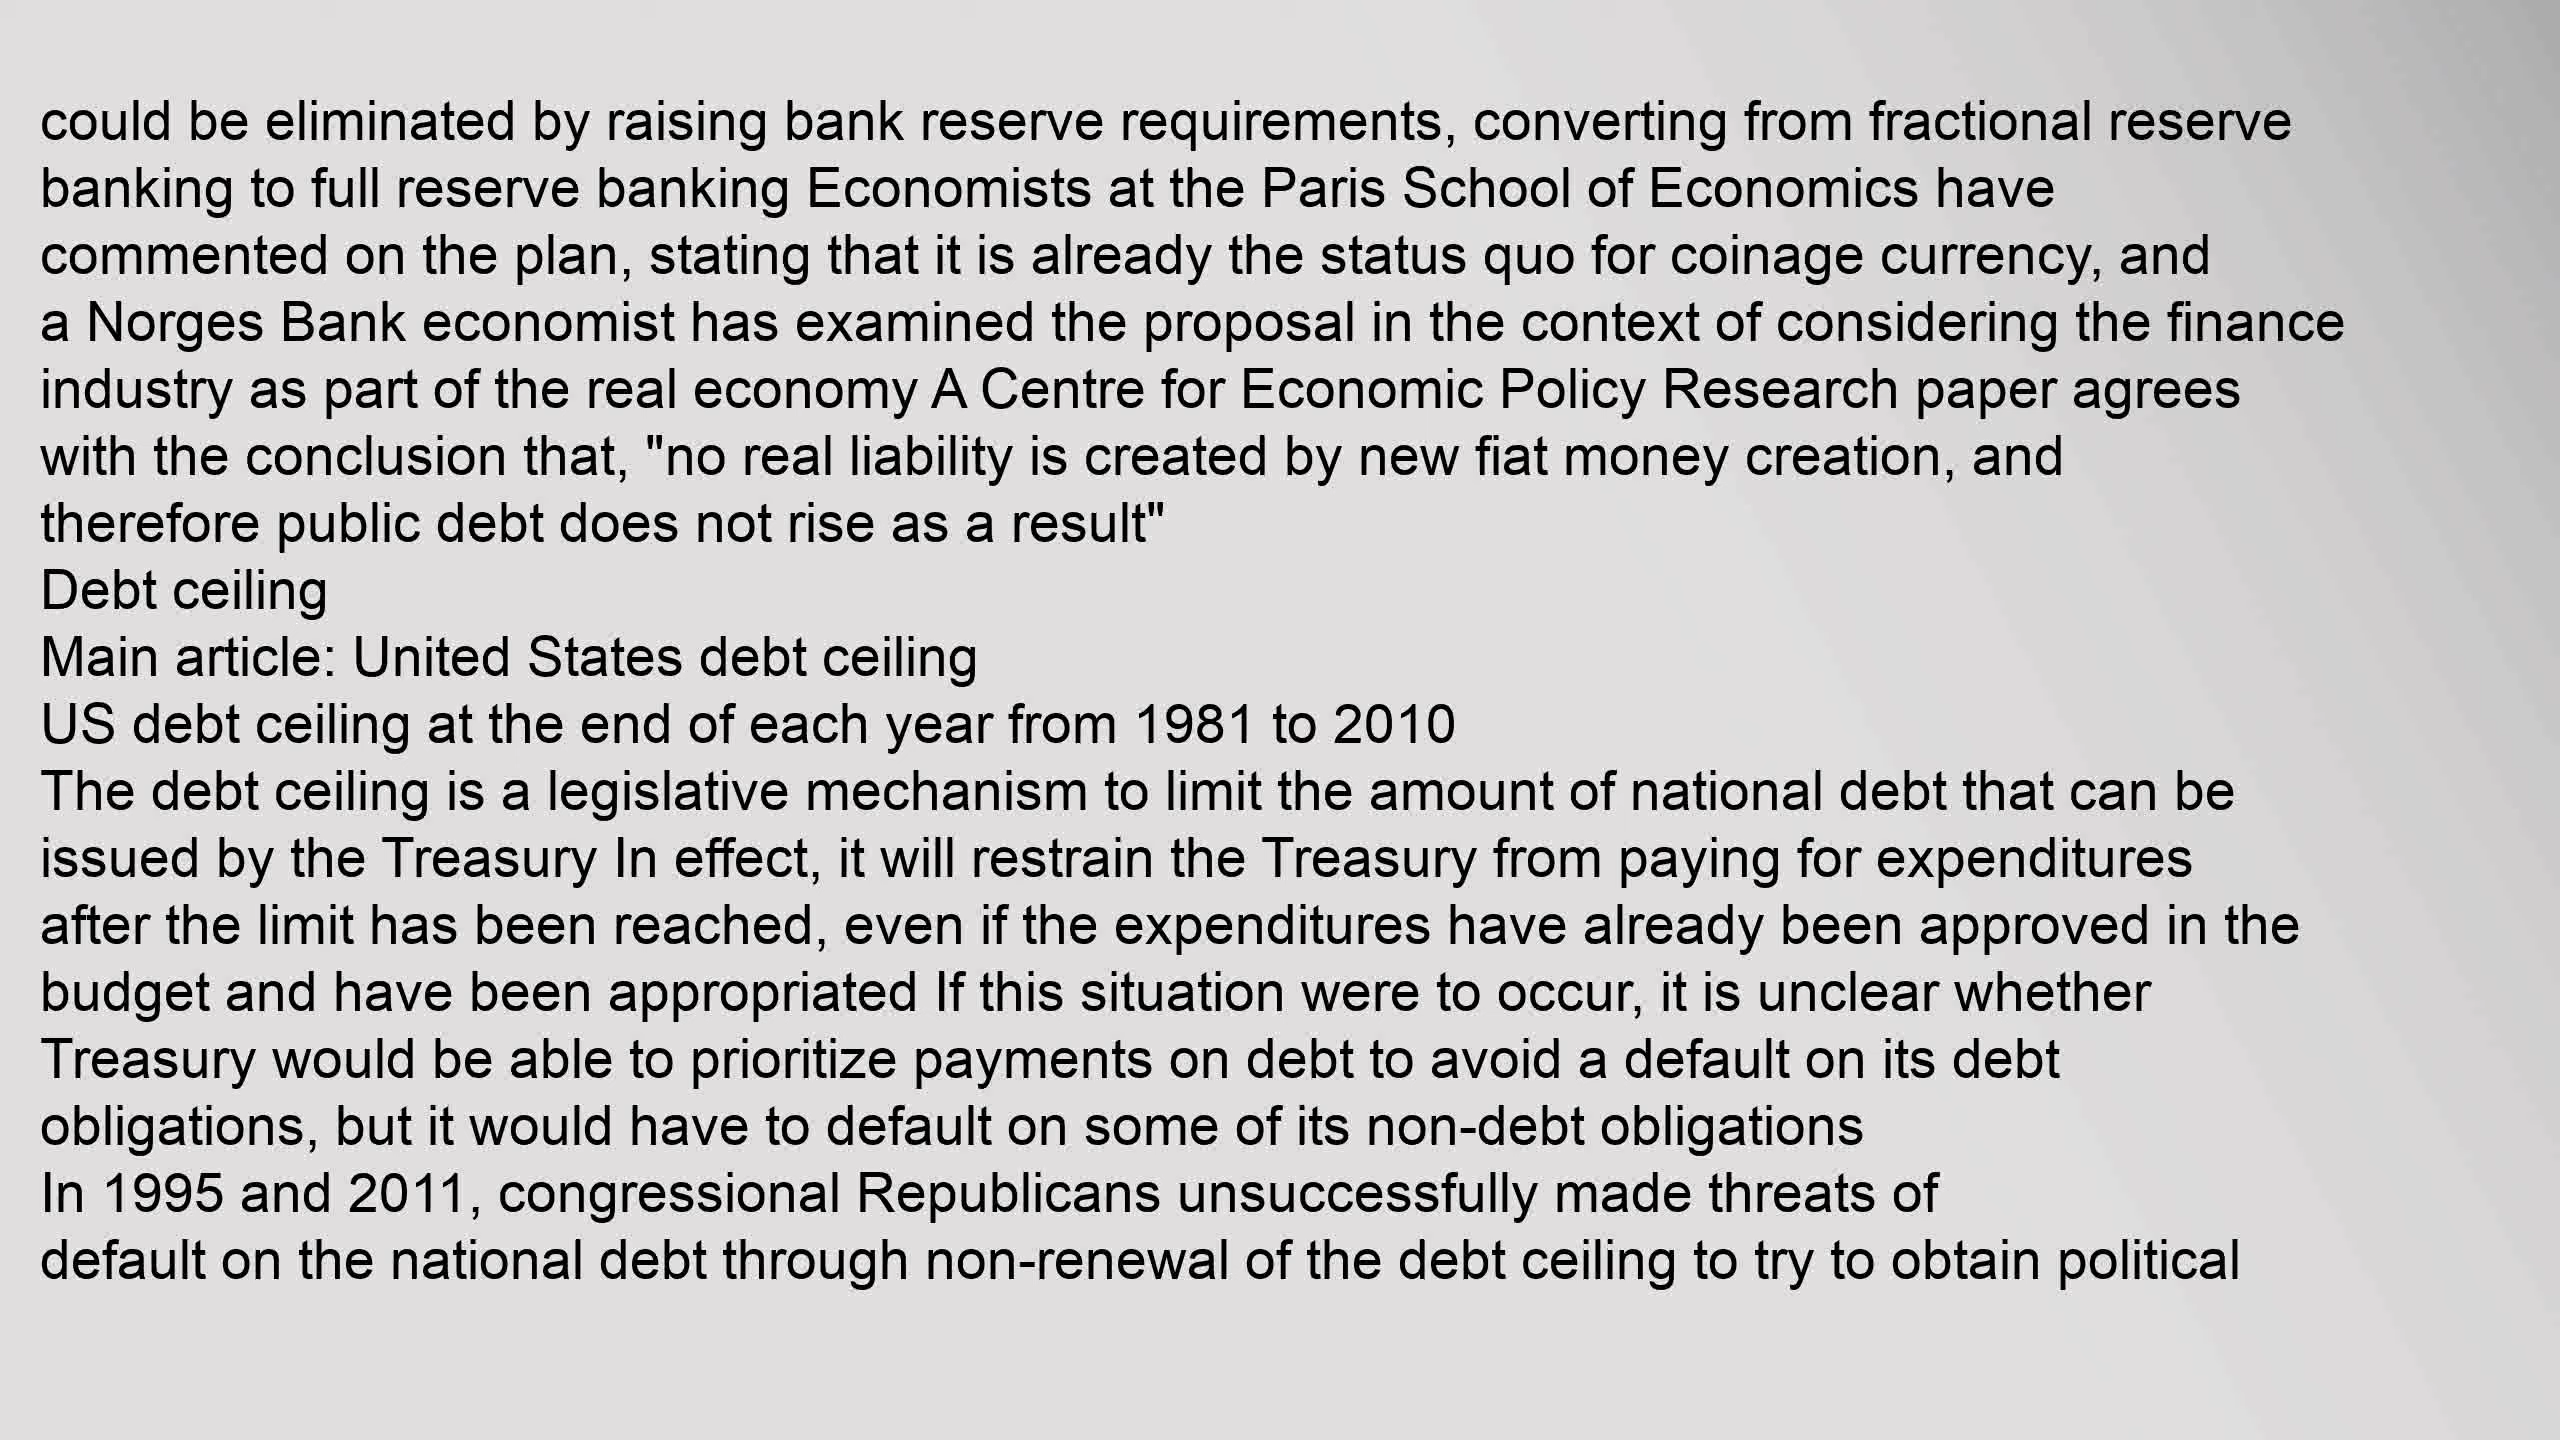 could be eliminated by raising bank reserve requirements, converting from fractional reserve
banking to full reserve banking Economists at the Paris School of Economics have
commented on the plan, stating that it is already the status quo for coinage currency, and
a Norges Bank economist has examined the proposal in the context of considering the finance
industry as part of the real economy A Centre for Economic Policy Research paper agrees
with the conclusion that, "no real liability is created by new fiat money creation, and
therefore public debt does not rise as a result"
Debt ceiling
Main article: United States debt ceiling
US debt ceiling at the end of each year from 1981 to 2010
The debt ceiling is a legislative mechanism to limit the amount of national debt that can be
issued by the Treasury In effect, it will restrain the Treasury from paying for expenditures
after the limit has been reached, even if the expenditures have already been approved in the
budget and have been appropriated If this situation were to occur, it is unclear whether
Treasury would be able to prioritize payments on debt to avoid a default on its debt
obligations, but it would have to default on some of its non-debt obligations
In 1995 and 2011, congressional Republicans unsuccessfully made threats of
default on the national debt through non-renewal of the debt ceiling to try to obtain political